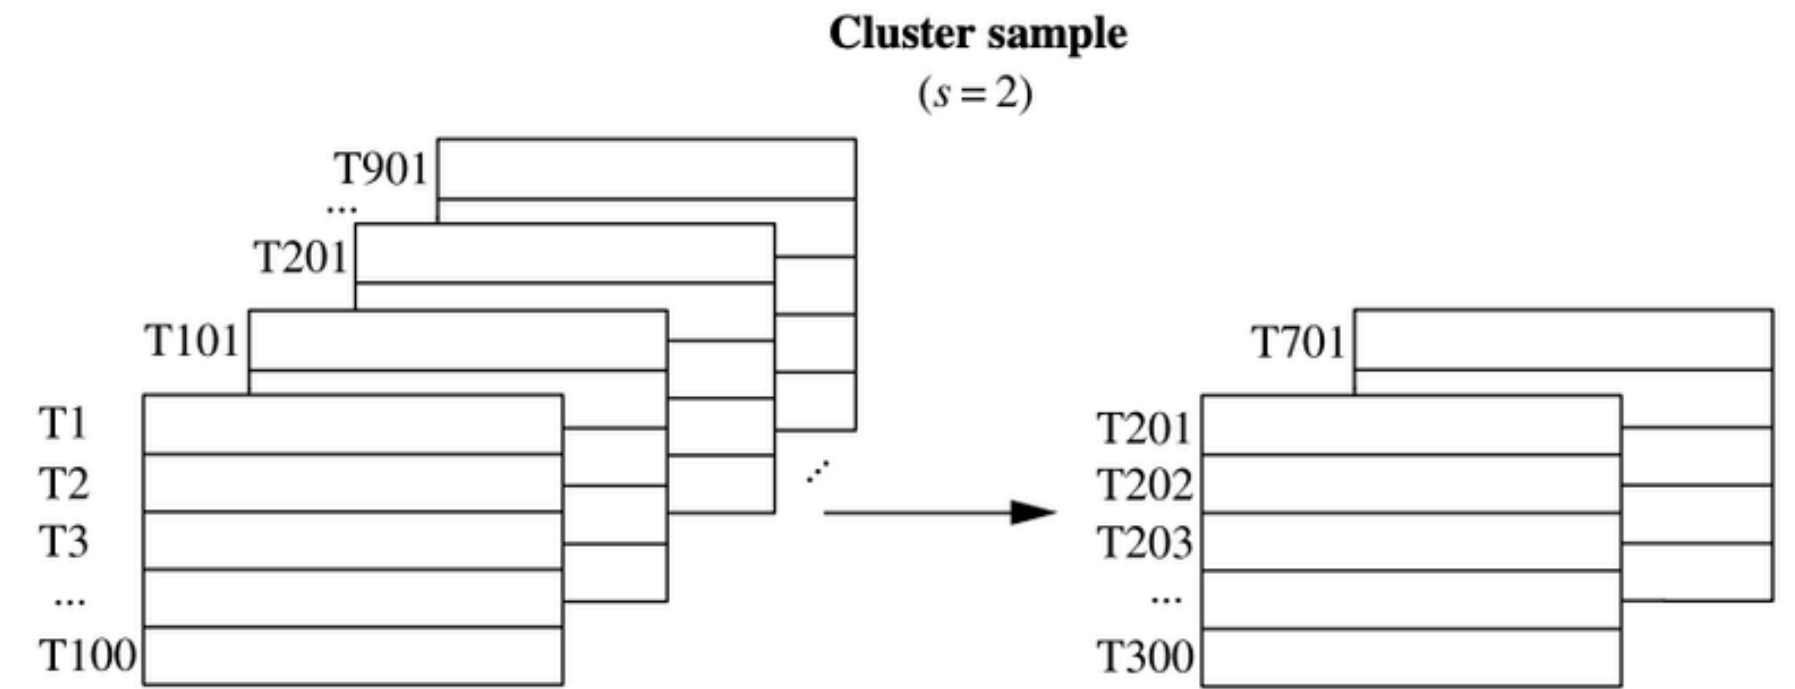 Cluster sample
(s = 2)
T901
...
T201
T101
T1
T2
T3
...
T100
T701
T201
T202
T203
...
T300